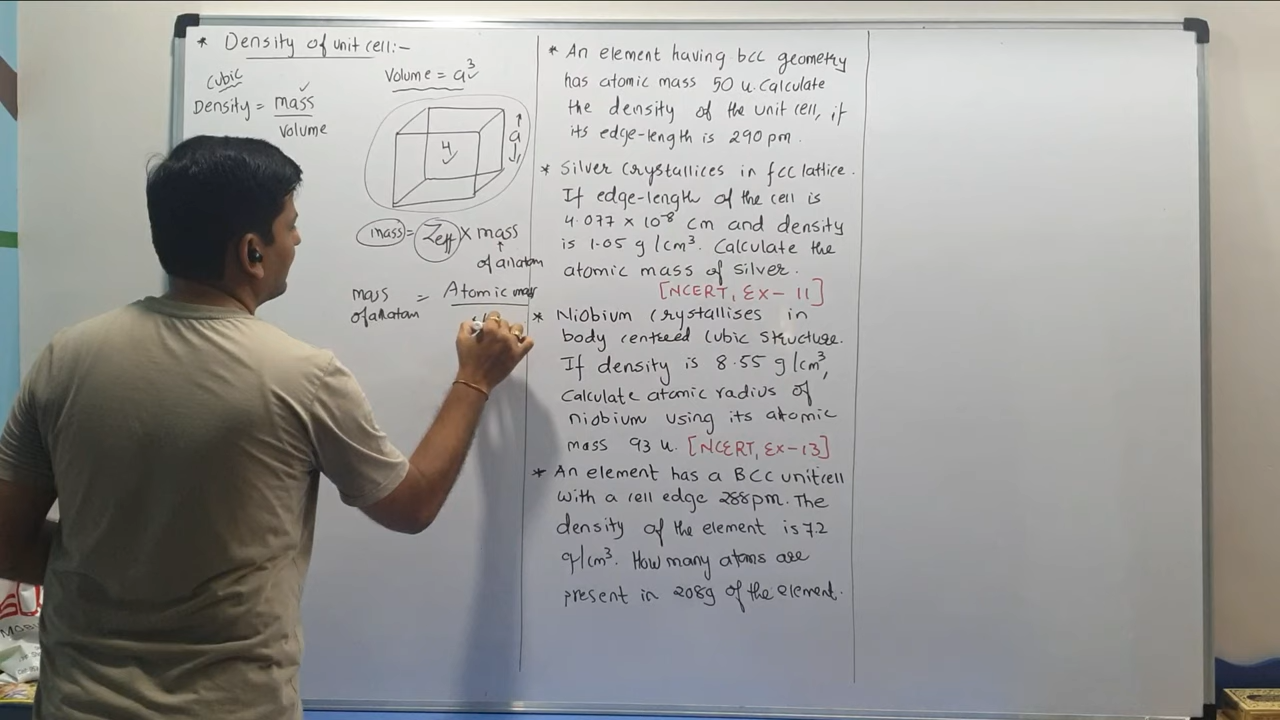 * Density of unit cell:-
cubic
Density = mass
Volume
Volume = a³
4
a
mass = Zeff × mass
of an atom
mass
of an atom
= Atomic mass
* An element having bcc geometry
has atomic mass 50 u. Calculate
the density of the unit cell, if
its edge-length is 290 pm.
* Silver crystallices in fcc lattice.
If edge-length of the cell is
4.077 × 10⁻⁸ cm and density
is 1.05 g/cm³. Calculate the
atomic mass of silver.
[NCERT, Ex-11]
* Niobium crystallises in
body centred cubic structure.
If density is 8.55 g/cm³,
Calculate atomic radius of
niobium using its atomic
mass 93 u. [NCERT, Ex-13]
* An element has a BCC unitcell
with a cell edge 288pm. The
density of the element is 7.2
g/cm³. How many atoms are
present in 208g of the element.